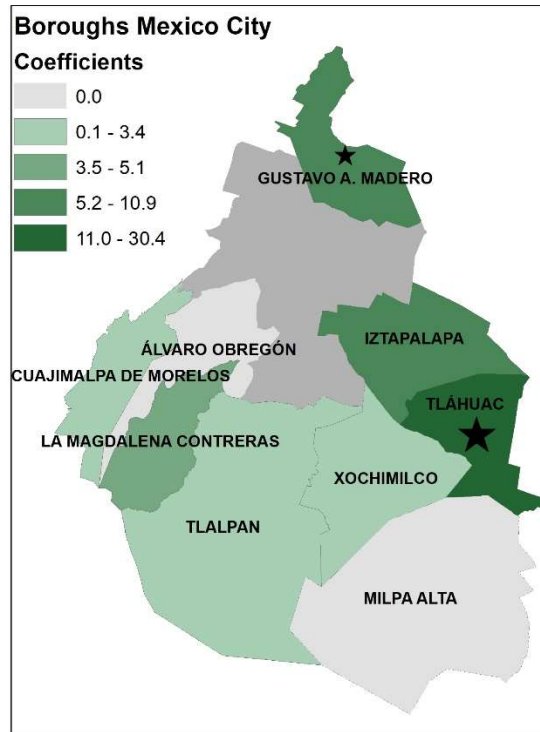 Boroughs Mexico City
Coefficients
0.0
0.1 - 3.4
3.5 - 5.1
5.2 - 10.9
11.0 - 30.4
GUSTAVO A. MADERO
IZTAPALAPA
ÁLVARO OBREGÓN
CUAJIMALPA DE MORELOS
TLÁHUAC
LA MAGDALENA CONTRERAS
XOCHIMILCO
TLALPAN
MILPA ALTA